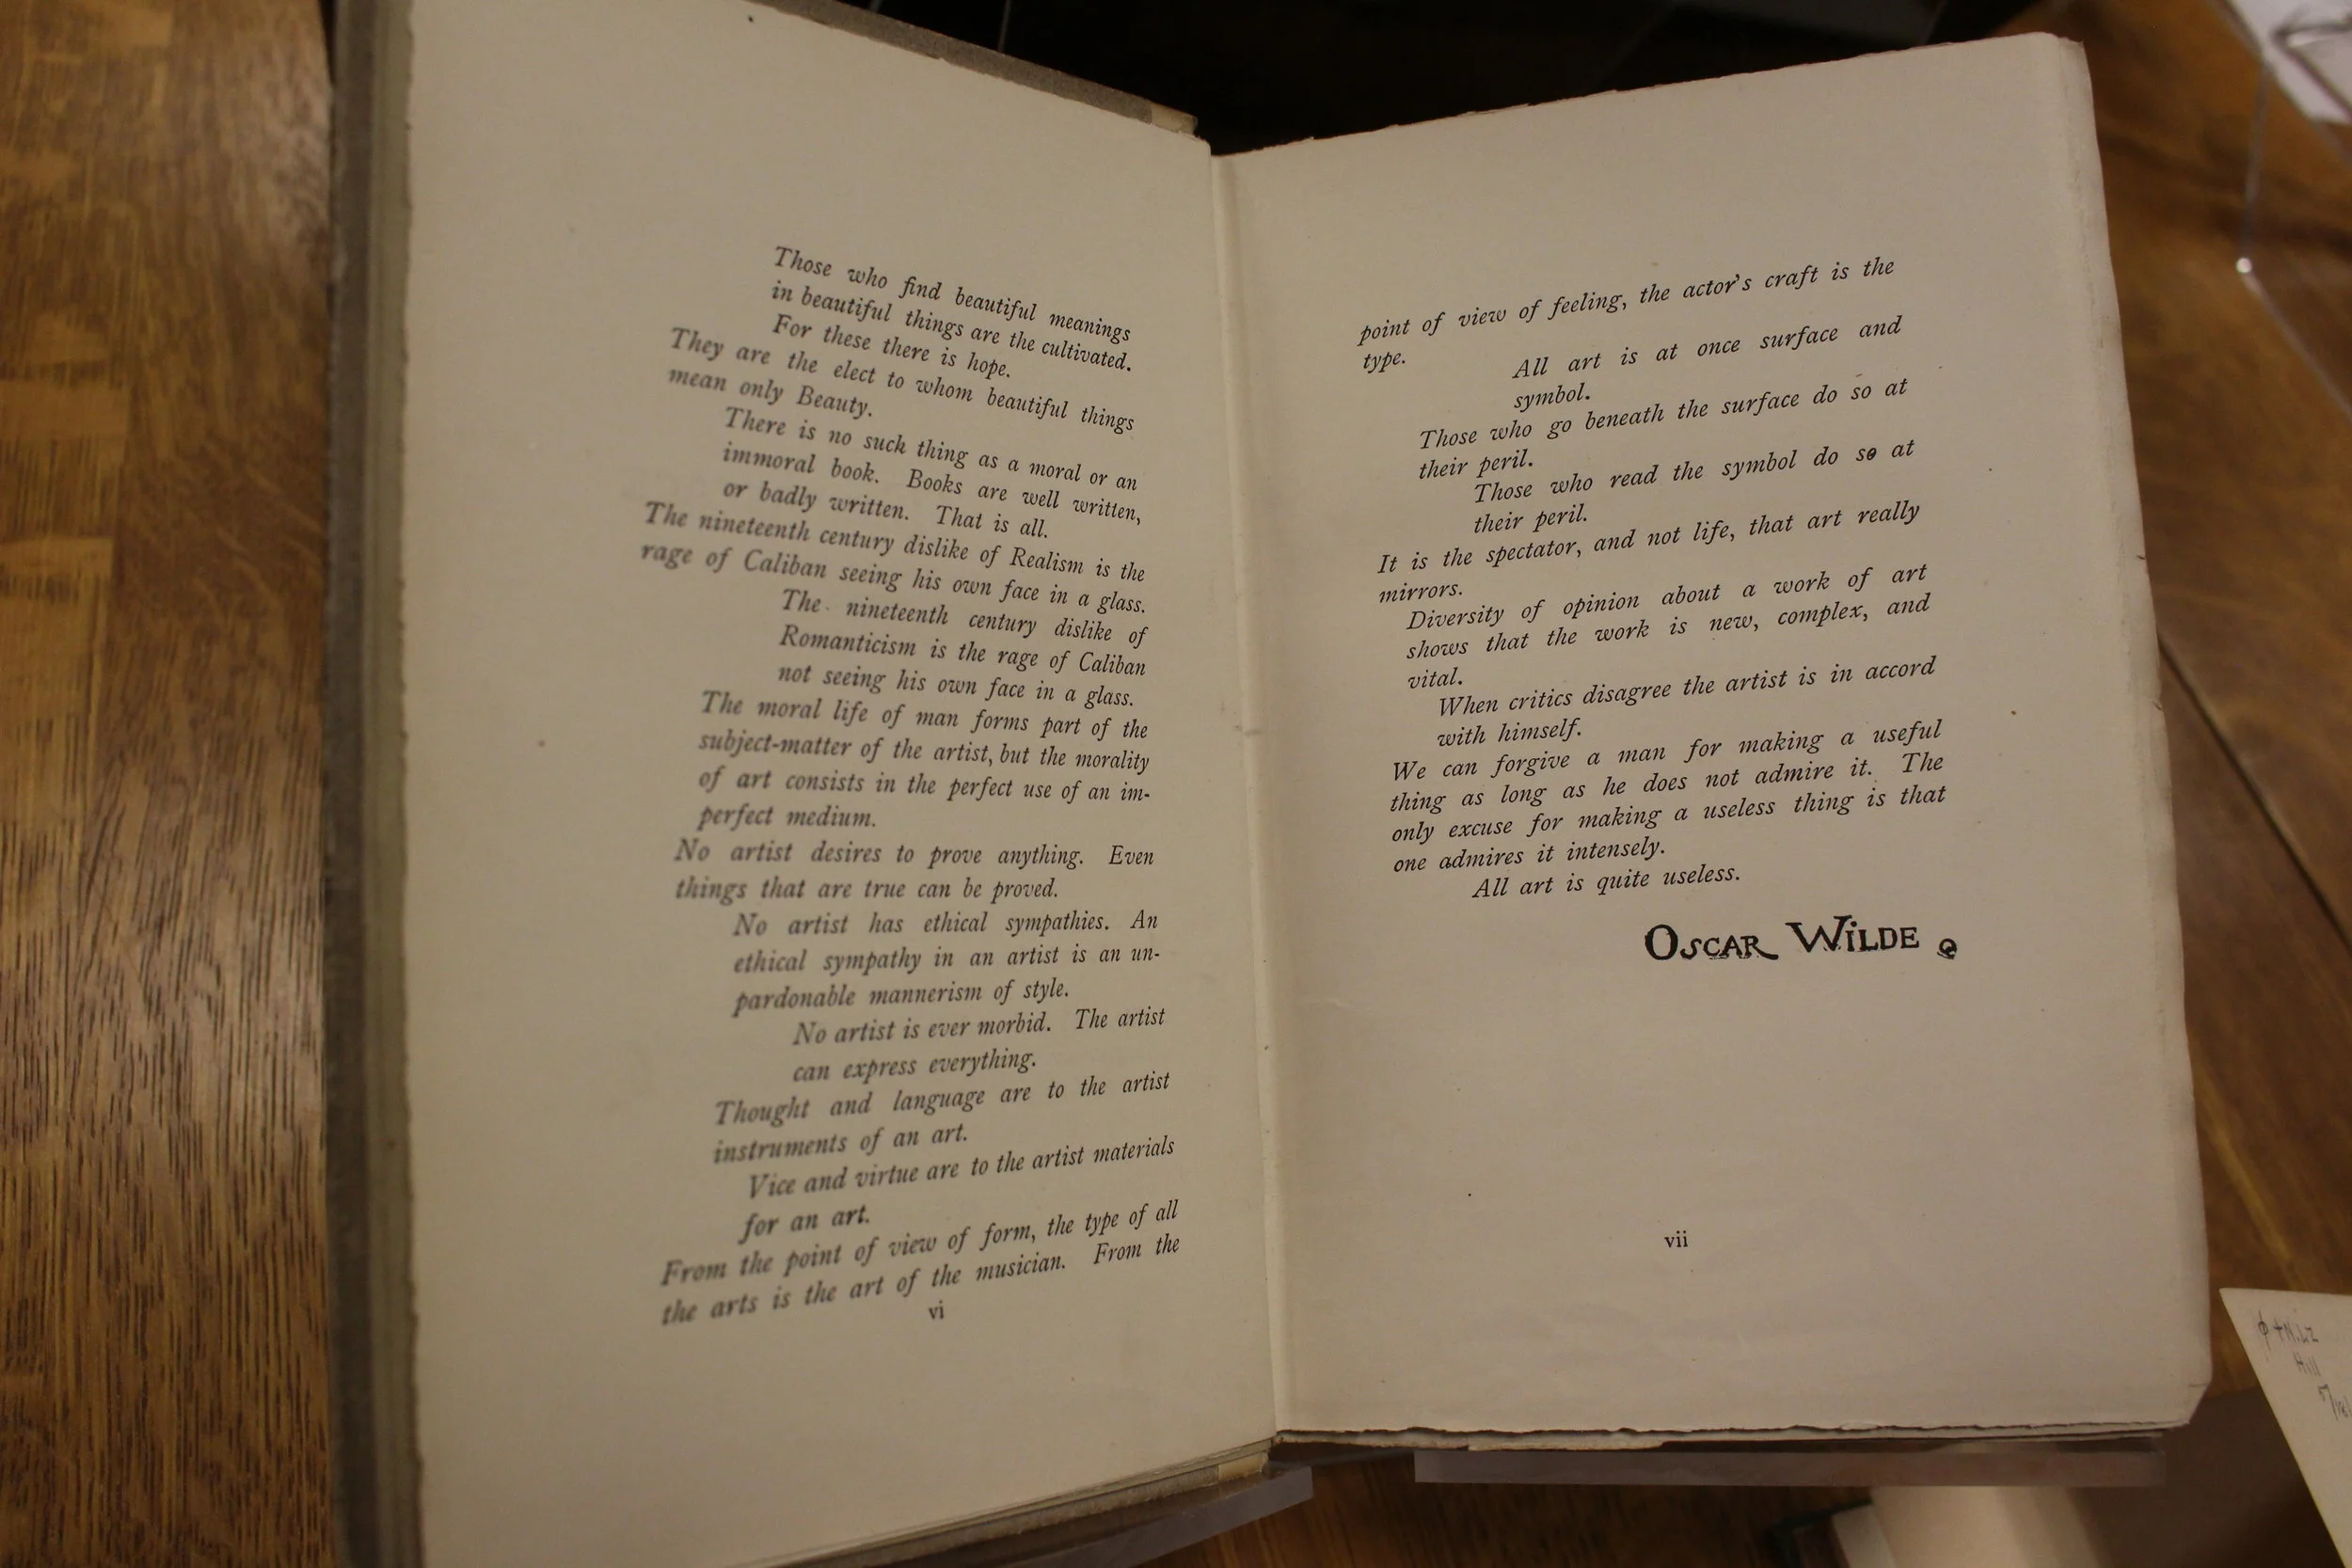 Those who find beautiful meanings
in beautiful things are the cultivated.
For these there is hope.
They are the elect to whom beautiful things
mean only Beauty.
There is no such thing as a moral or an
immoral book. Books are well written,
or badly written. That is all.
The nineteenth century dislike of Realism is the
rage of Caliban seeing his own face in a glass.
The nineteenth century dislike of
Romanticism is the rage of Caliban
not seeing his own face in a glass.
The moral life of man forms part of the
subject-matter of the artist, but the morality
of art consists in the perfect use of an im-
perfect medium.
No artist desires to prove anything. Even
things that are true can be proved.
No artist has ethical sympathies. An
ethical sympathy in an artist is an un-
pardonable mannerism of style.
No artist is ever morbid. The artist
can express everything.
Thought and language are to the artist
instruments of an art.
Vice and virtue are to the artist materials
for an art.
From the point of view of form, the type of all
the arts is the art of the musician. From the
vi
point of view of feeling, the actor's craft is the
type.
All art is at once surface and
symbol.
Those who go beneath the surface do so at
their peril.
Those who read the symbol do so at
their peril.
It is the spectator, and not life, that art really
mirrors.
Diversity of opinion about a work of art
shows that the work is new, complex, and
vital.
When critics disagree the artist is in accord
with himself.
We can forgive a man for making a useful
thing as long as he does not admire it. The
only excuse for making a useless thing is that
one admires it intensely.
All art is quite useless.
OSCAR WILDE
vii
Hill